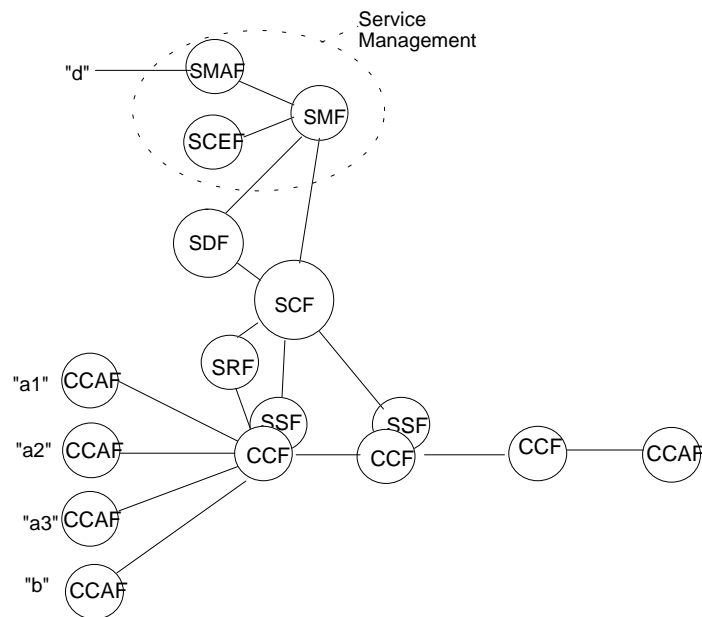 Service
Management
"d"
SMAF
SMF
SCEF
SDF
SCF
SRF
"a1"
CCAF
SSF
SSF
"a2"
CCAF
CCF
CCF
CCF
CCAF
"a3"
CCAF
"b"
CCAF